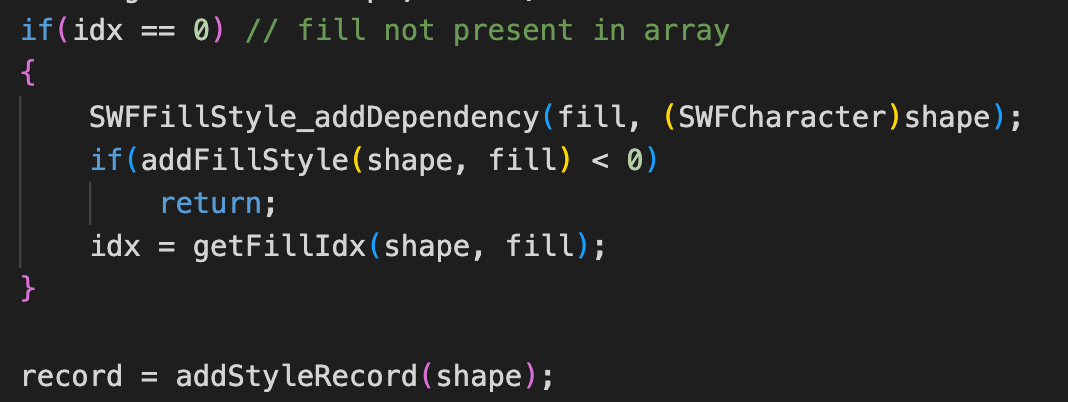 if(idx == 0) // fill not present in array
{
    SWFFillStyle_addDependency(fill, (SWFCharacter)shape);
    if(addFillStyle(shape, fill) < 0)
        return;
    idx = getFillIdx(shape, fill);
}
record = addStyleRecord(shape);